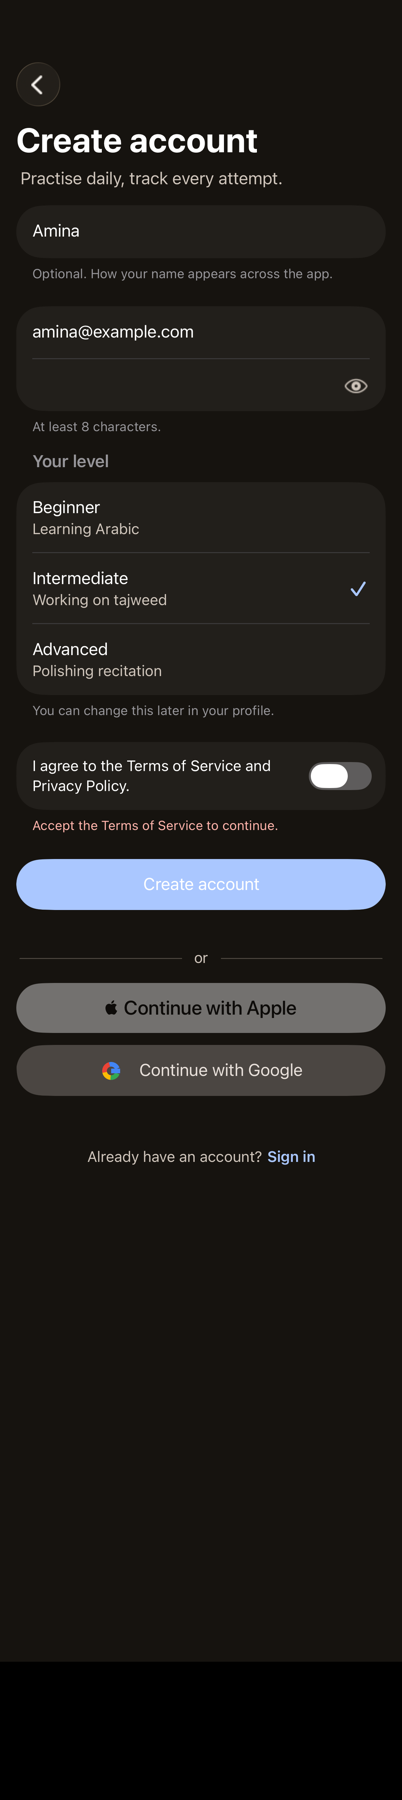 Create account
Practise daily, track every attempt.
Amina
Optional. How your name appears across the app.
amina@example.com
At least 8 characters.
Your level
Beginner
Learning Arabic
Intermediate
Working on tajweed
Advanced
Polishing recitation
You can change this later in your profile.
I agree to the Terms of Service and
Privacy Policy.
Accept the Terms of Service to continue.
Create account
or
Continue with Apple
Continue with Google
Already have an account? Sign in